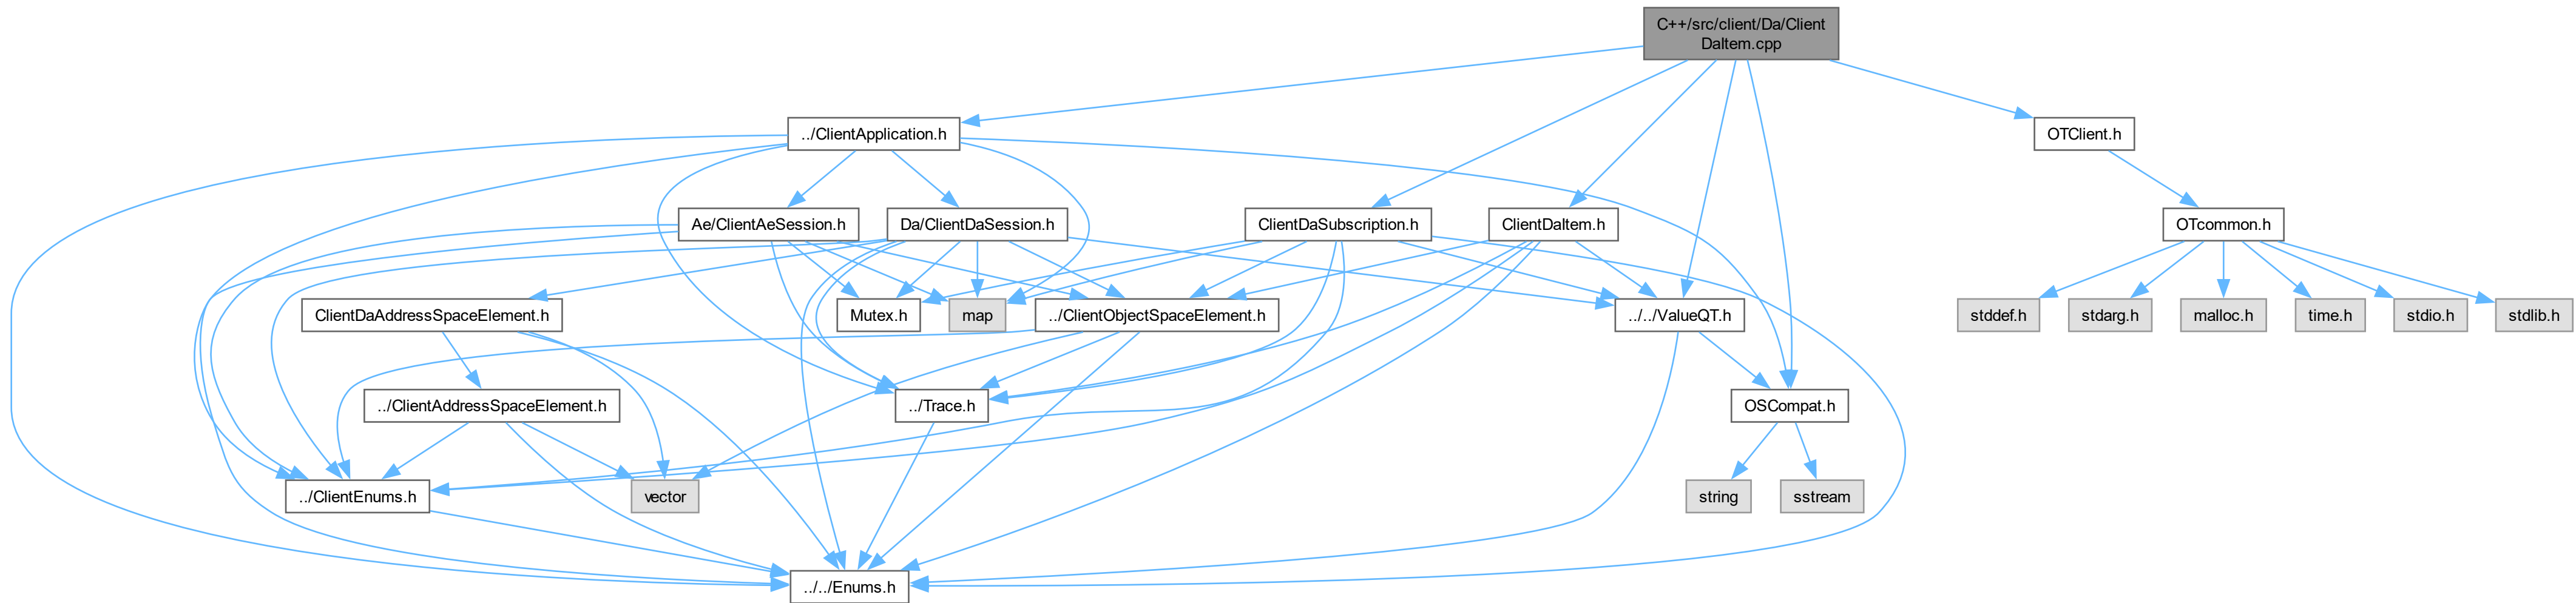 C++/src/client/Da/Client
DaItem.cpp
../ClientApplication.h
OTClient.h
Ae/ClientAeSession.h
Da/ClientDaSession.h
ClientDaSubscription.h
ClientDaItem.h
OTcommon.h
ClientDaAddressSpaceElement.h
Mutex.h
map
../ClientObjectSpaceElement.h
../../ValueQT.h
stddef.h
stdarg.h
malloc.h
time.h
stdio.h
stdlib.h
../ClientAddressSpaceElement.h
../Trace.h
OSCompat.h
../ClientEnums.h
vector
string
sstream
../../Enums.h